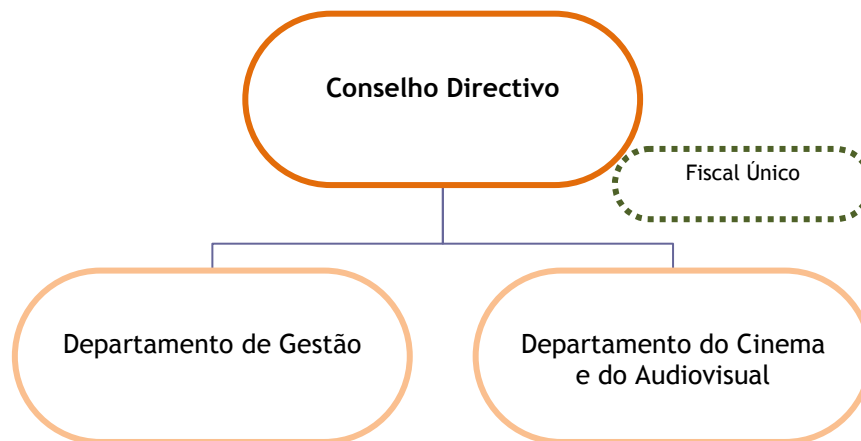 Conselho Directivo
Fiscal Único
Departamento de Gestão
Departamento do Cinema
e do Audiovisual